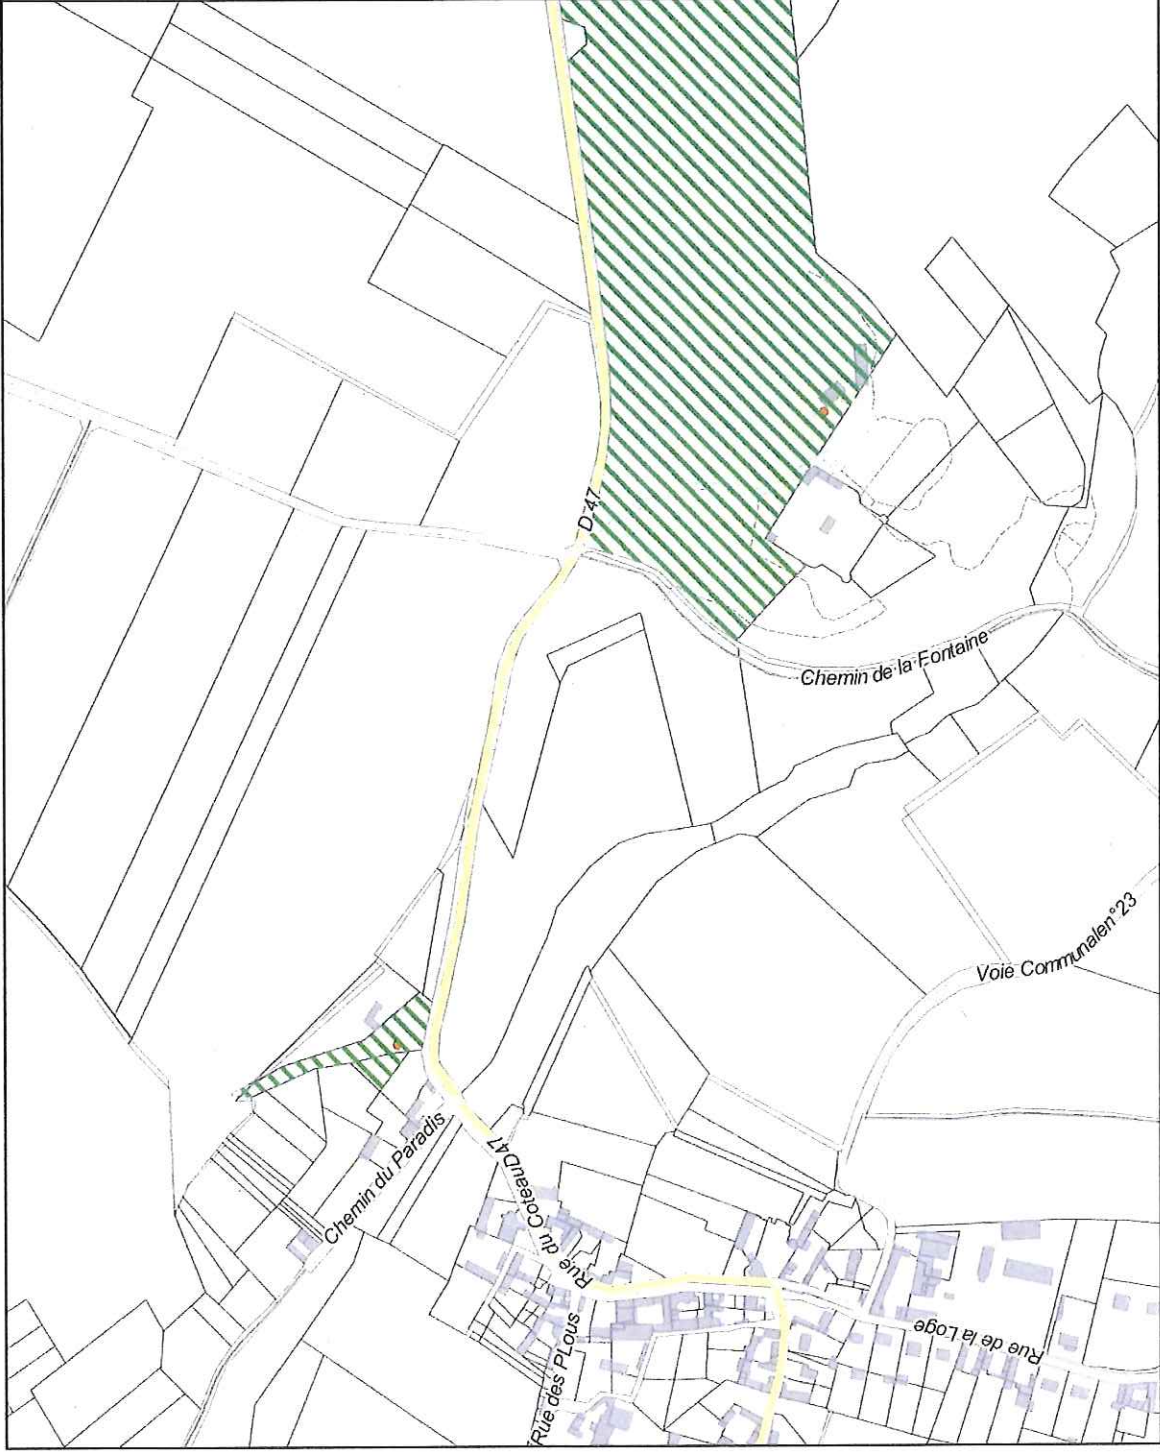 D 47
Chemin de la Fontaine
Voie Communalen°23
Chemin du Paradis
Rue du CoteauD47
Rue des PLous Rue
Rue de la Loge